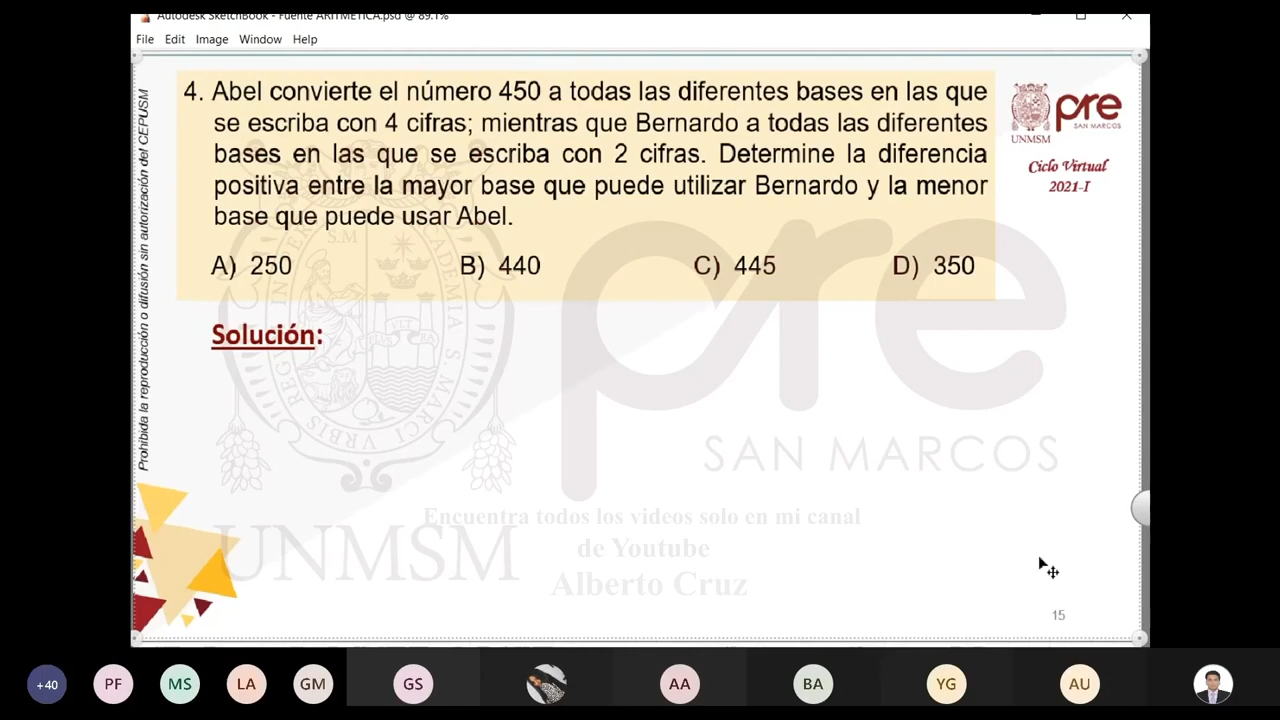 Autodesk SketchBook - Fuente ARITMETICA.psd @ 89.1%
File Edit Image Window Help
Prohibida la reproducción o difusión sin autorización del CEPUSM
4. Abel convierte el número 450 a todas las diferentes bases en las que
se escriba con 4 cifras; mientras que Bernardo a todas las diferentes
bases en las que se escriba con 2 cifras. Determine la diferencia
positiva entre la mayor base que puede utilizar Bernardo y la menor
base que puede usar Abel.
A) 250 B) 440 C) 445 D) 350
UNMSM
pre
SAN MARCOS
Ciclo Virtual
2021-I
Solución:
pre
SAN MARCOS
UNMSM
Encuentra todos los videos solo en mi canal
de Youtube
Alberto Cruz
15
+40 PF MS LA GM GS AA BA YG AU